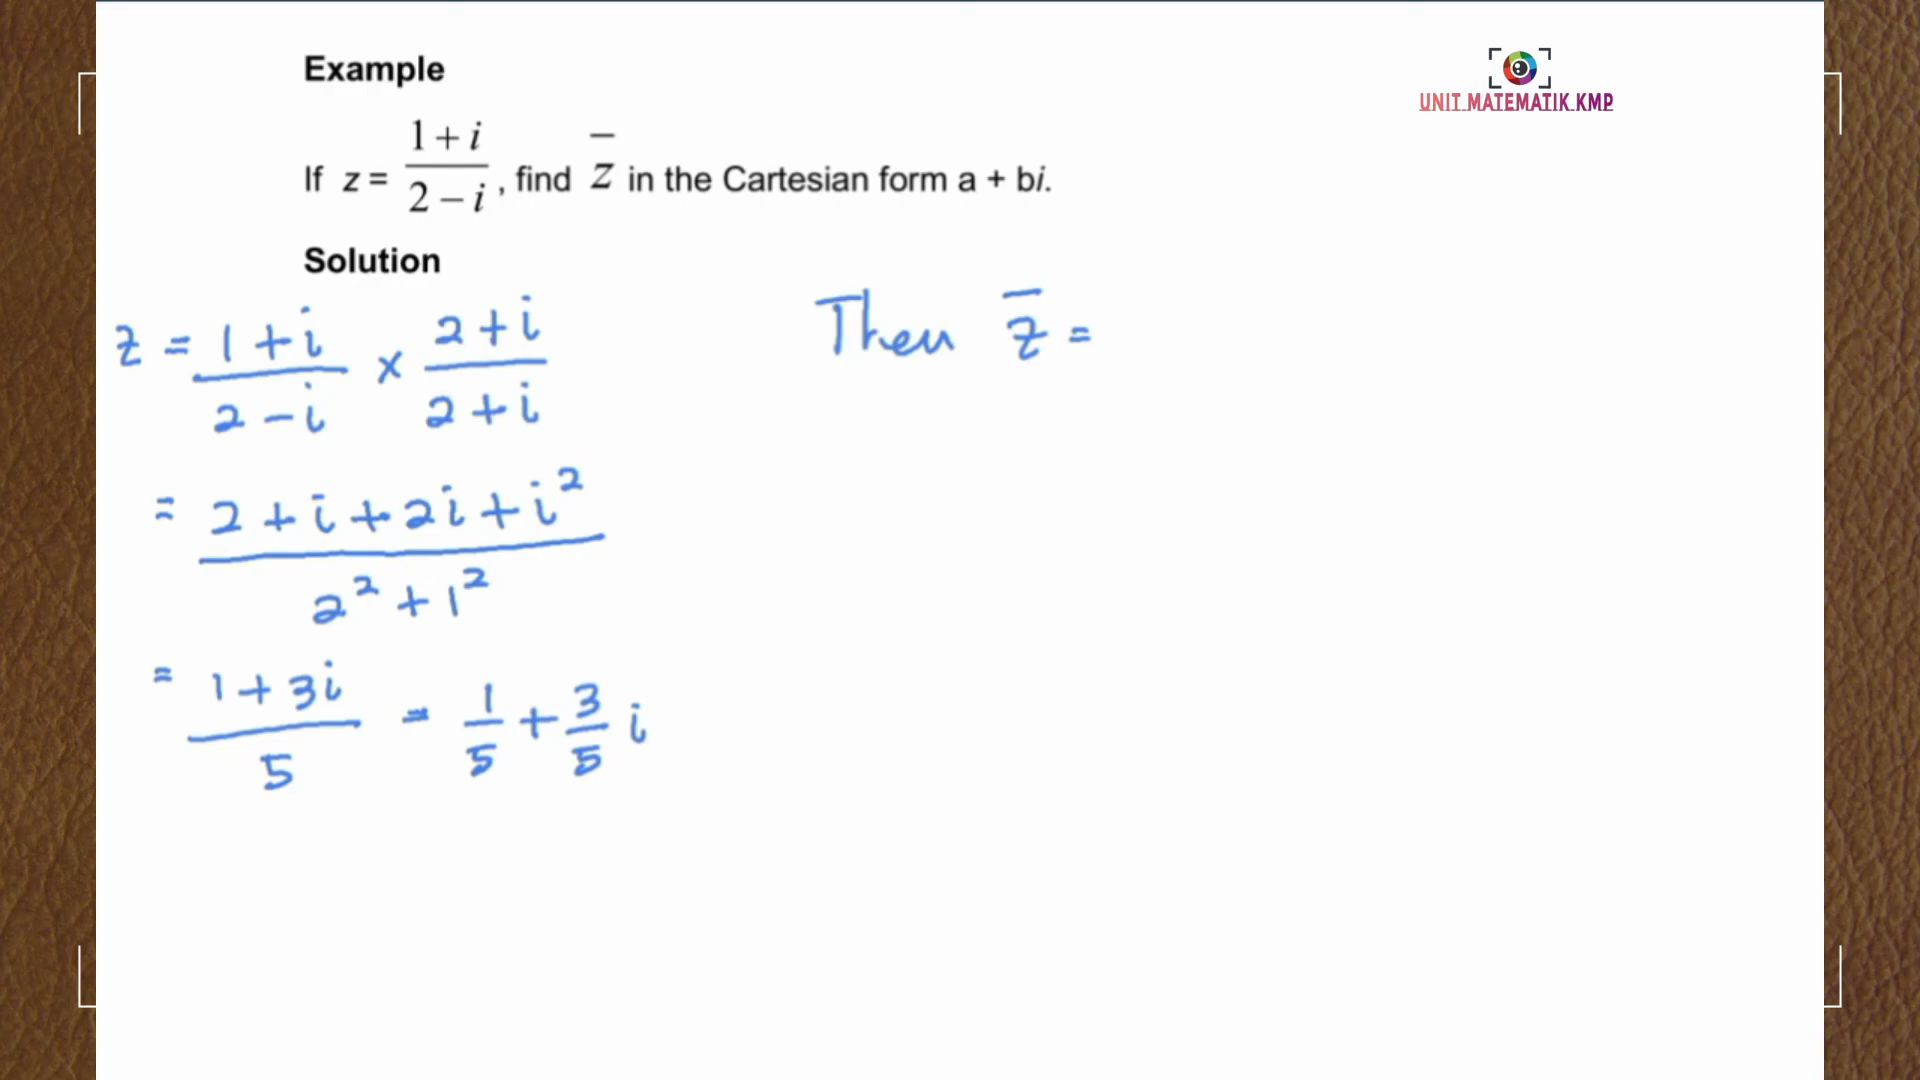 Example
UNIT MATEMATIK KMP
If z = (1 + i)/(2 − i), find z̅ in the Cartesian form a + bi.
Solution
z = (1 + i)/(2 − i) × (2 + i)/(2 + i)
= (2 + i + 2i + i²)/(2² + 1²)
= (1 + 3i)/5 = 1/5 + 3/5 i
Then z̅ =